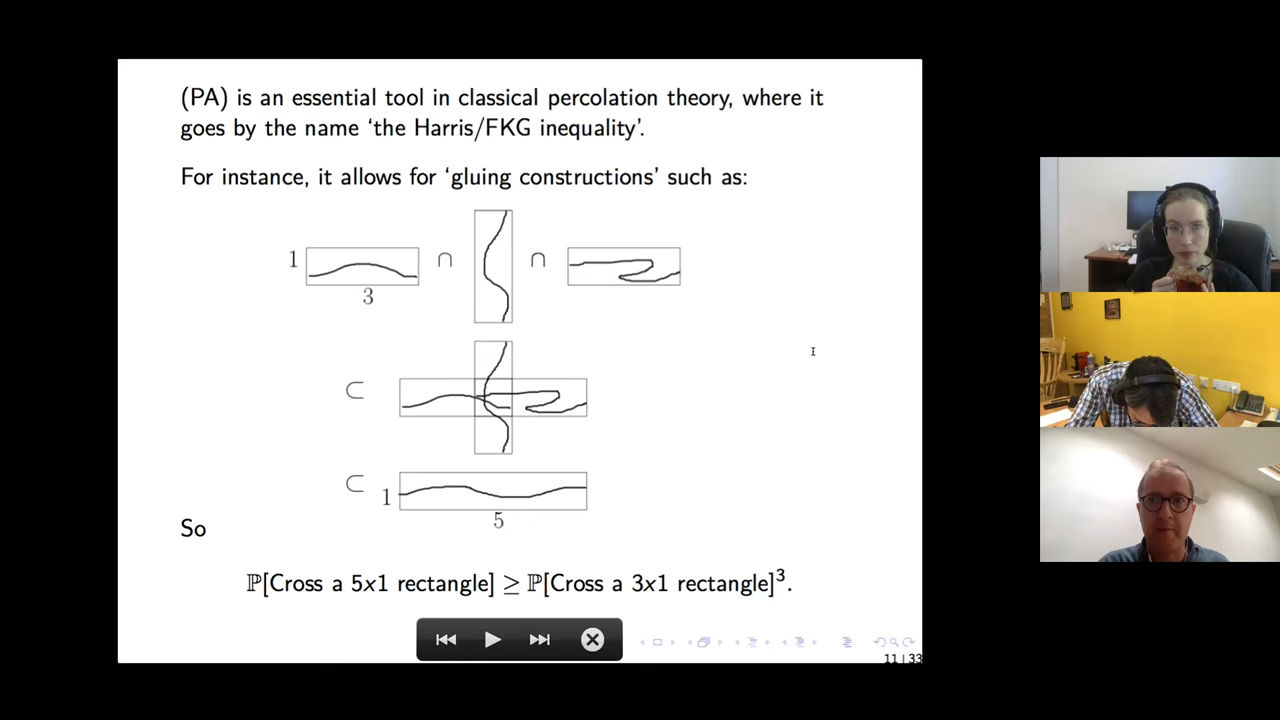 (PA) is an essential tool in classical percolation theory, where it
goes by the name ‘the Harris/FKG inequality’.
For instance, it allows for ‘gluing constructions’ such as:
1 ∩ ∩
3
⊂
⊂ 1
5
So
ℙ[Cross a 5x1 rectangle] ≥ ℙ[Cross a 3x1 rectangle]³.
11 | 33